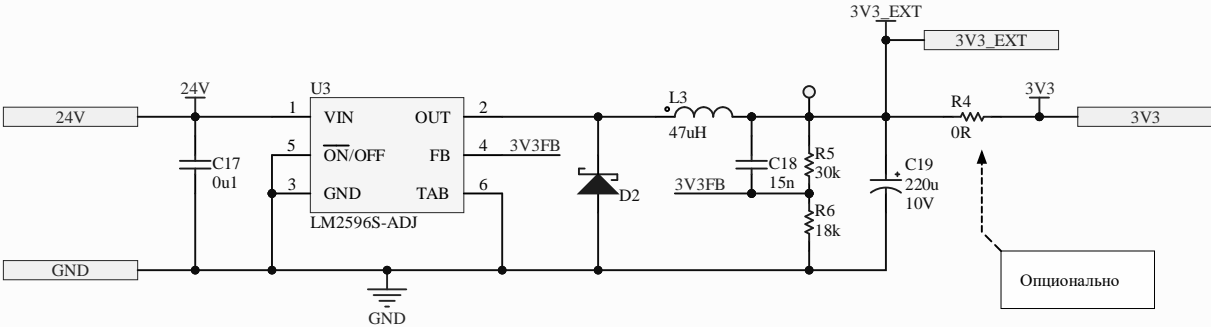 3V3_EXT
3V3_EXT
U3
24V
L3
R4
3V3
24V
1
VIN
OUT
2
47uH
0R
3V3
5
ON/OFF
FB
4
3V3FB
C17
0u1
C18
15n
R5
30k
C19
220u
10V
3
GND
TAB
6
D2
3V3FB
R6
18k
LM2596S-ADJ
GND
Опционально
GND